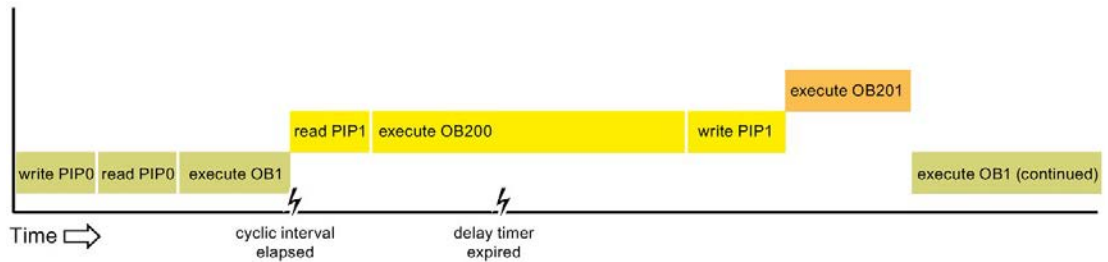 execute OB201
read PIP1 execute OB200 write PIP1
write PIP0 read PIP0 execute OB1 execute OB1 (continued)
Time
cyclic interval
elapsed
delay timer
expired